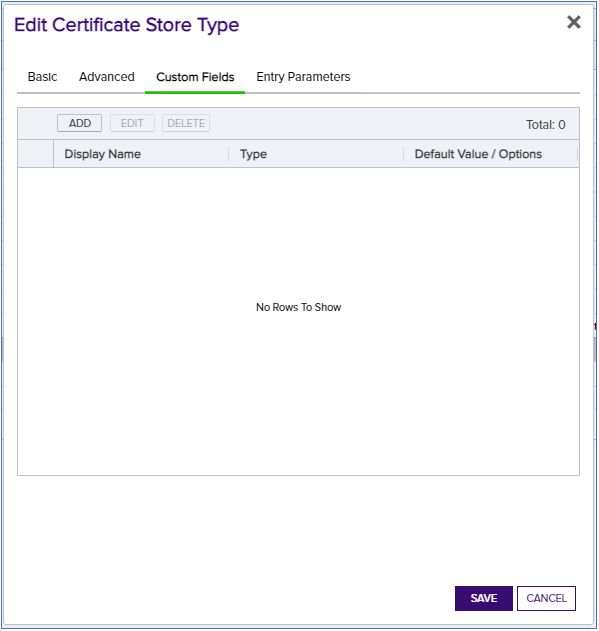 Edit Certificate Store Type
Basic Advanced Custom Fields Entry Parameters
ADD EDIT DELETE Total: 0
Display Name Type Default Value / Options
No Rows To Show
SAVE CANCEL